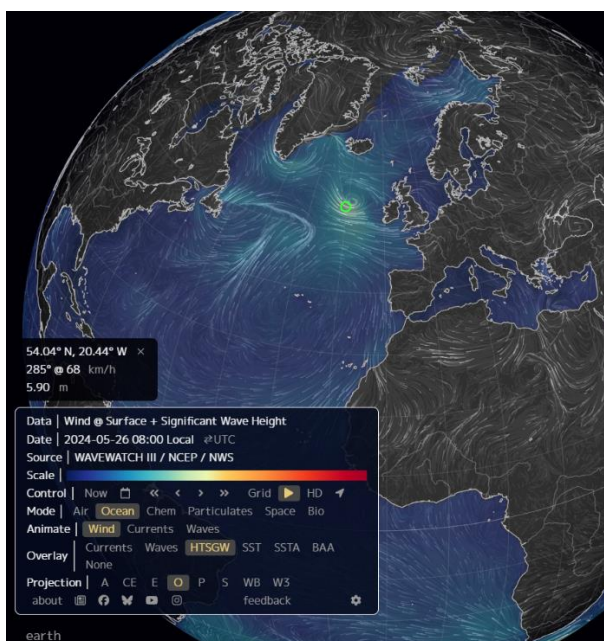 54.04° N, 20.44° W ×
285° @ 68 km/h
5.90 m
Data | Wind @ Surface + Significant Wave Height
Date | 2024-05-26 08:00 Local ⇄UTC
Source | WAVEWATCH III / NCEP / NWS
Scale |
Control | Now « ‹ › » Grid ▶ HD
Mode | Air Ocean Chem Particulates Space Bio
Animate | Wind Currents Waves
Overlay | Currents Waves HTSGW SST SSTA BAA
None
Projection | A CE E O P S WB W3
about feedback
earth